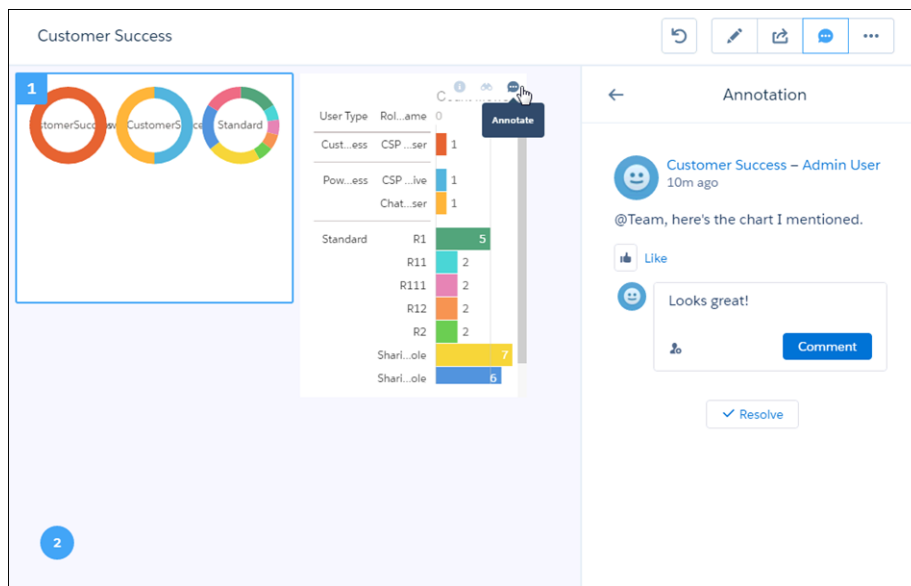 Customer Success
1
CustomerS
Standard
Annotate
User Type Rol...ame 0
Cust...ess CSP ...ser 1
Pow...ess CSP ...ive 1
Chat...ser 1
Standard R1 5
R11 2
R111 2
R12 2
R2 2
Shari...ole 7
Shari...ole 6
2
Annotation
Customer Success – Admin User
10m ago
@Team, here's the chart I mentioned.
Like
Looks great!
Comment
Resolve